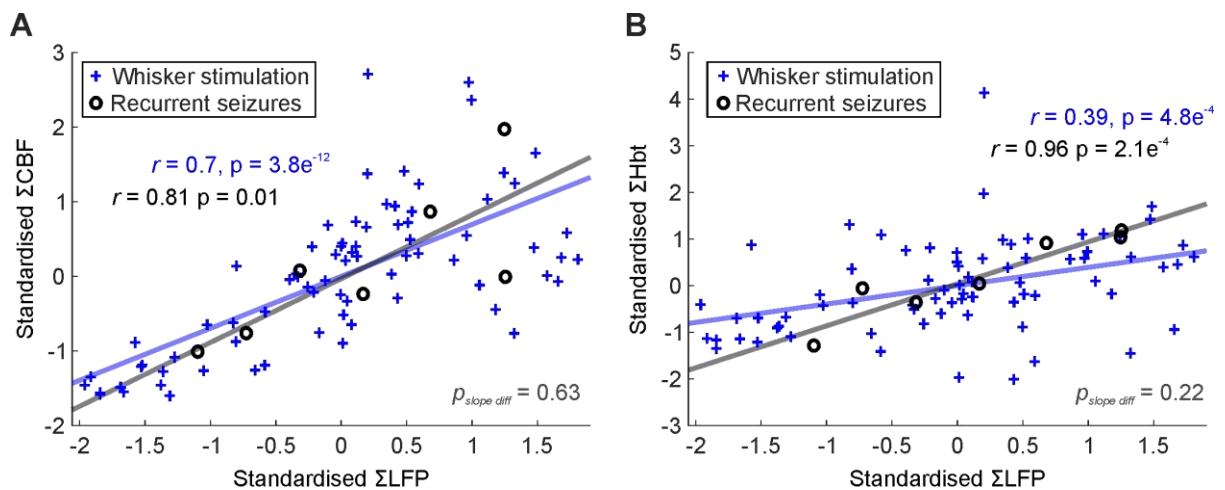 A
Standardised ΣCBF
3
2
1
0
-1
-2
Whisker stimulation
Recurrent seizures
r = 0.7, p = 3.8e⁻¹²
r = 0.81 p = 0.01
p slope diff = 0.63
-2 -1.5 -1 -0.5 0 0.5 1 1.5
Standardised ΣLFP
B
Standardised ΣHbt
5
4
3
2
1
0
-1
-2
-3
Whisker stimulation
Recurrent seizures
r = 0.39, p = 4.8e⁻⁴
r = 0.96 p = 2.1e⁻⁴
p slope diff = 0.22
-2 -1.5 -1 -0.5 0 0.5 1 1.5
Standardised ΣLFP